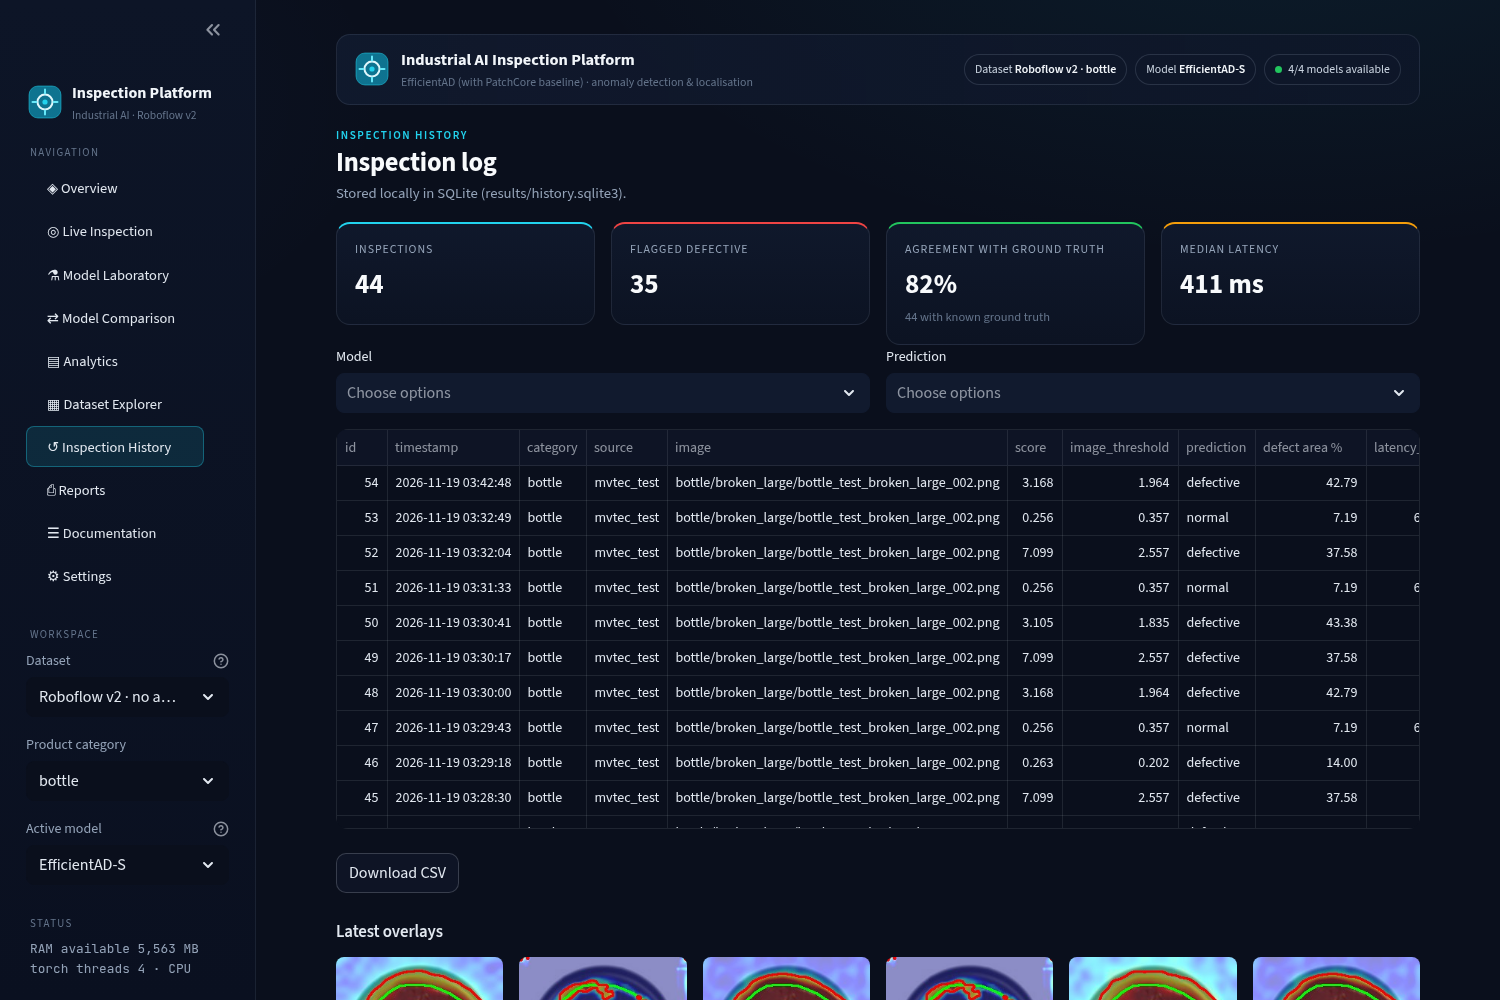 Inspection Platform
Industrial AI · Roboflow v2
NAVIGATION
Overview
Live Inspection
Model Laboratory
Model Comparison
Analytics
Dataset Explorer
Inspection History
Reports
Documentation
Settings
WORKSPACE
Dataset
Roboflow v2 · no a...
Product category
bottle
Active model
EfficientAD-S
STATUS
RAM available 5,563 MB
torch threads 4 · CPU
Industrial AI Inspection Platform
EfficientAD (with PatchCore baseline) · anomaly detection & localisation
Dataset Roboflow v2 · bottle
Model EfficientAD-S
4/4 models available
INSPECTION HISTORY
Inspection log
Stored locally in SQLite (results/history.sqlite3).
INSPECTIONS
44
FLAGGED DEFECTIVE
35
AGREEMENT WITH GROUND TRUTH
82%
44 with known ground truth
MEDIAN LATENCY
411 ms
Model
Choose options
Prediction
Choose options
id timestamp category source image score image_threshold prediction defect area % latency_
54 2026-11-19 03:42:48 bottle mvtec_test bottle/broken_large/bottle_test_broken_large_002.png 3.168 1.964 defective 42.79
53 2026-11-19 03:32:49 bottle mvtec_test bottle/broken_large/bottle_test_broken_large_002.png 0.256 0.357 normal 7.19 6
52 2026-11-19 03:32:04 bottle mvtec_test bottle/broken_large/bottle_test_broken_large_002.png 7.099 2.557 defective 37.58
51 2026-11-19 03:31:33 bottle mvtec_test bottle/broken_large/bottle_test_broken_large_002.png 0.256 0.357 normal 7.19 6
50 2026-11-19 03:30:41 bottle mvtec_test bottle/broken_large/bottle_test_broken_large_002.png 3.105 1.835 defective 43.38
49 2026-11-19 03:30:17 bottle mvtec_test bottle/broken_large/bottle_test_broken_large_002.png 7.099 2.557 defective 37.58
48 2026-11-19 03:30:00 bottle mvtec_test bottle/broken_large/bottle_test_broken_large_002.png 3.168 1.964 defective 42.79
47 2026-11-19 03:29:43 bottle mvtec_test bottle/broken_large/bottle_test_broken_large_002.png 0.256 0.357 normal 7.19 6
46 2026-11-19 03:29:18 bottle mvtec_test bottle/broken_large/bottle_test_broken_large_002.png 0.263 0.202 defective 14.00
45 2026-11-19 03:28:30 bottle mvtec_test bottle/broken_large/bottle_test_broken_large_002.png 7.099 2.557 defective 37.58
Download CSV
Latest overlays